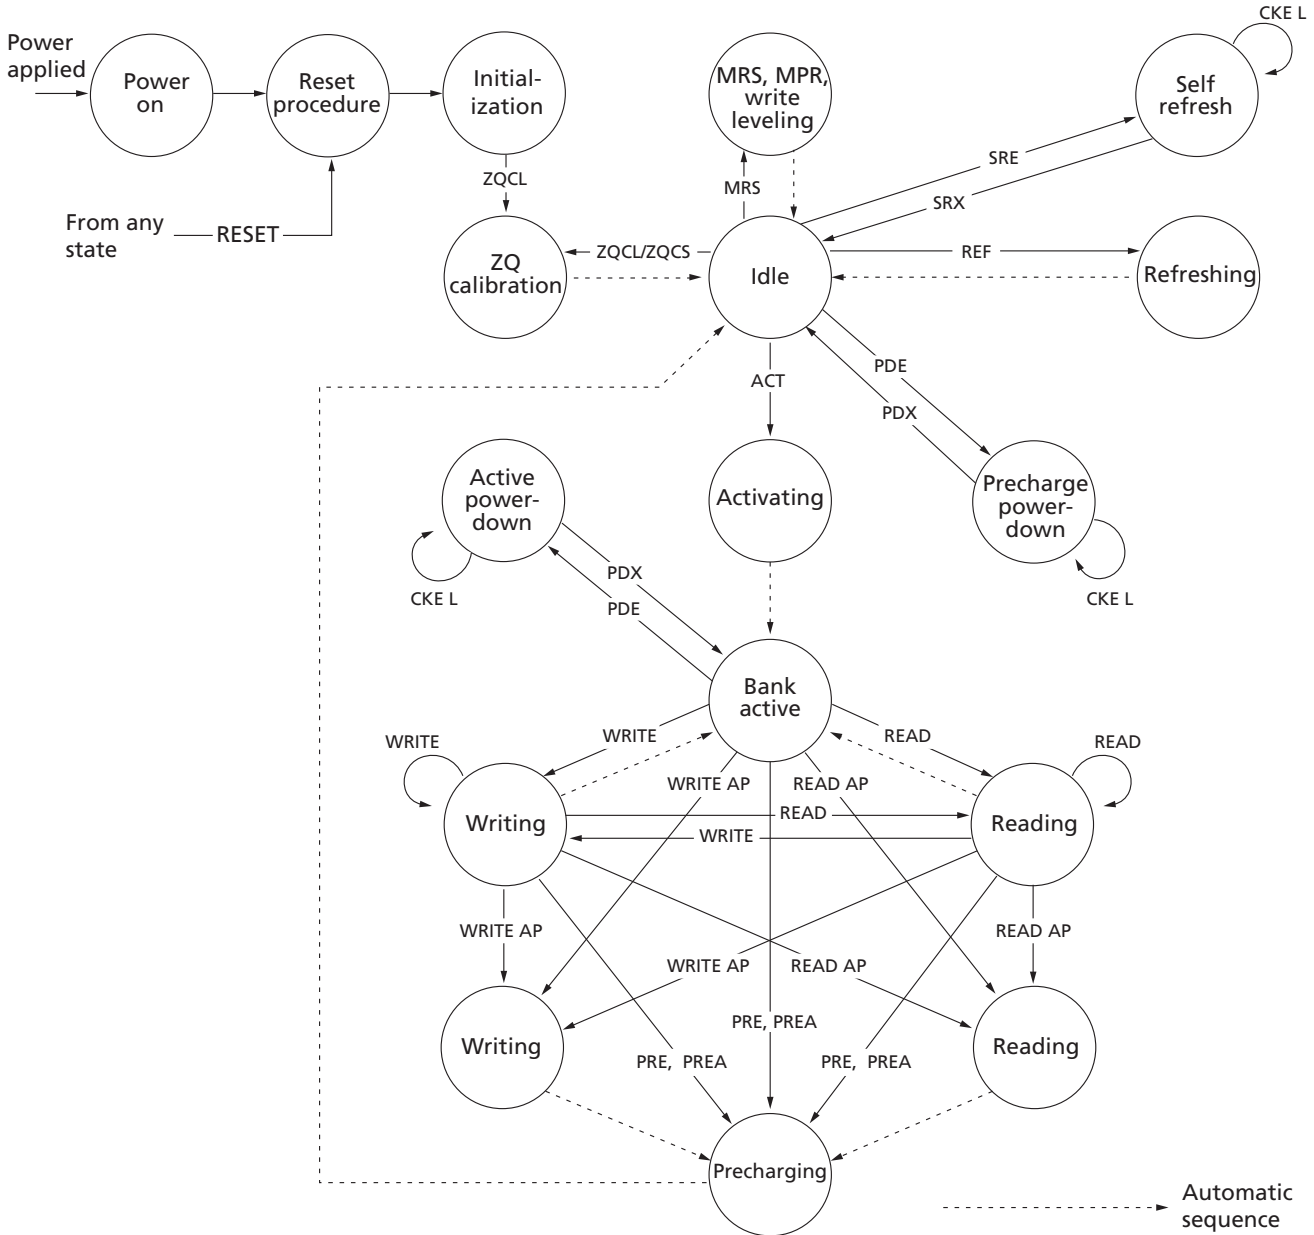 CKE L
Power
applied
Power
on
Reset
procedure
Initial-
ization
MRS, MPR,
write
leveling
Self
refresh
SRE
ZQCL
MRS
SRX
From any
state
RESET
ZQ
calibration
ZQCL/ZQCS
Idle
REF
Refreshing
PDE
ACT
PDX
Active
power-
down
Activating
Precharge
power-
down
CKE L
PDX
CKE L
PDE
Bank
active
WRITE
WRITE
READ
READ
WRITE AP
READ AP
Writing
READ
Reading
WRITE
WRITE AP
READ AP
WRITE AP
READ AP
PRE, PREA
Writing
Reading
PRE, PREA
PRE, PREA
Precharging
Automatic
sequence